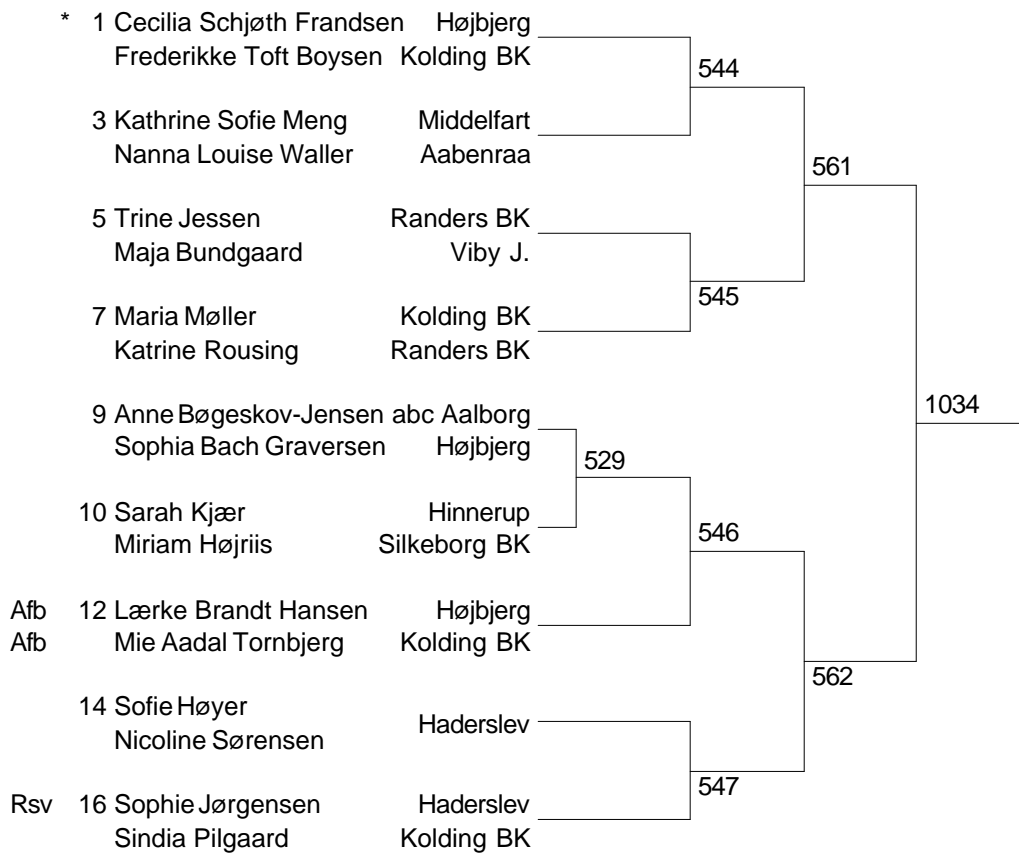 * 1 Cecilia Schjøth Frandsen Højbjerg
Frederikke Toft Boysen Kolding BK
544
3 Kathrine Sofie Meng Middelfart
Nanna Louise Waller Aabenraa
561
5 Trine Jessen Randers BK
Maja Bundgaard Viby J.
545
7 Maria Møller Kolding BK
Katrine Rousing Randers BK
1034
9 Anne Bøgeskov-Jensen abc Aalborg
Sophia Bach Graversen Højbjerg
529
10 Sarah Kjær Hinnerup
Miriam Højriis Silkeborg BK
546
Afb 12 Lærke Brandt Hansen Højbjerg
Afb Mie Aadal Tornbjerg Kolding BK
562
14 Sofie Høyer
Nicoline Sørensen
Haderslev
547
Rsv 16 Sophie Jørgensen Haderslev
Sindia Pilgaard Kolding BK